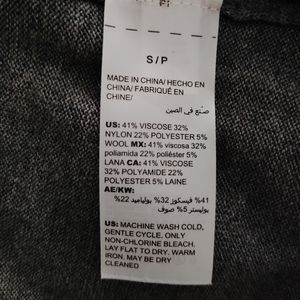 S / P
MADE IN CHINA/ HECHO EN
CHINA/ FABRIQUÉ EN
CHINE/
صنع في الصين
US: 41% VISCOSE 32%
NYLON 22% POLYESTER 5%
WOOL MX: 41% viscosa 32%
poliamida 22% poliéster 5%
LANA CA: 41% VISCOSE
32% POLYAMIDE 22%
POLYESTER 5% LAINE
AE/KW:
41% فيسكوز 32% بولياميد 22%
بوليستر 5% صوف
US: MACHINE WASH COLD,
GENTLE CYCLE. ONLY
NON-CHLORINE BLEACH.
LAY FLAT TO DRY. WARM
IRON. MAY BE DRY
CLEANED